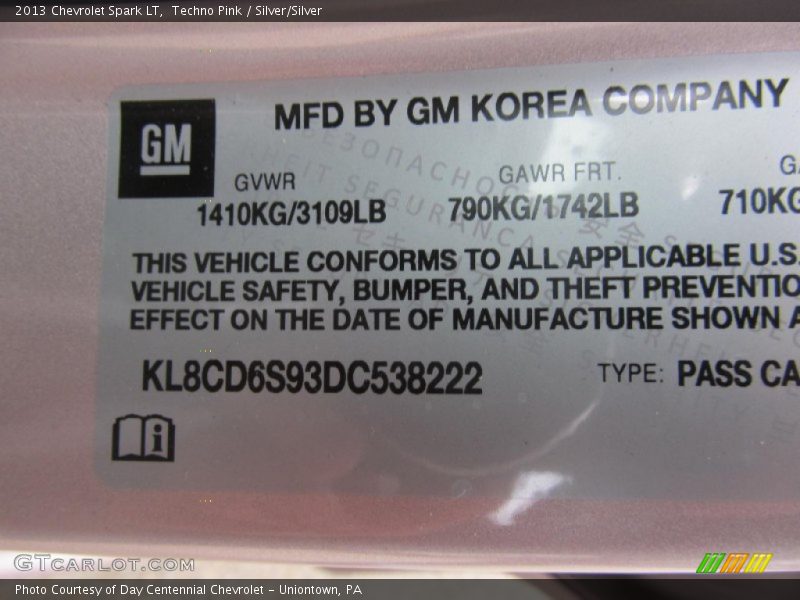 2013 Chevrolet Spark LT, Techno Pink / Silver/Silver
MFD BY GM KOREA COMPANY
GM
GVWR GAWR FRT. GA
1410KG/3109LB 790KG/1742LB 710KG
THIS VEHICLE CONFORMS TO ALL APPLICABLE U.S.
VEHICLE SAFETY, BUMPER, AND THEFT PREVENTIO
EFFECT ON THE DATE OF MANUFACTURE SHOWN A
KL8CD6S93DC538222 TYPE: PASS CA
GTCARLOT.COM
Photo Courtesy of Day Centennial Chevrolet – Uniontown, PA